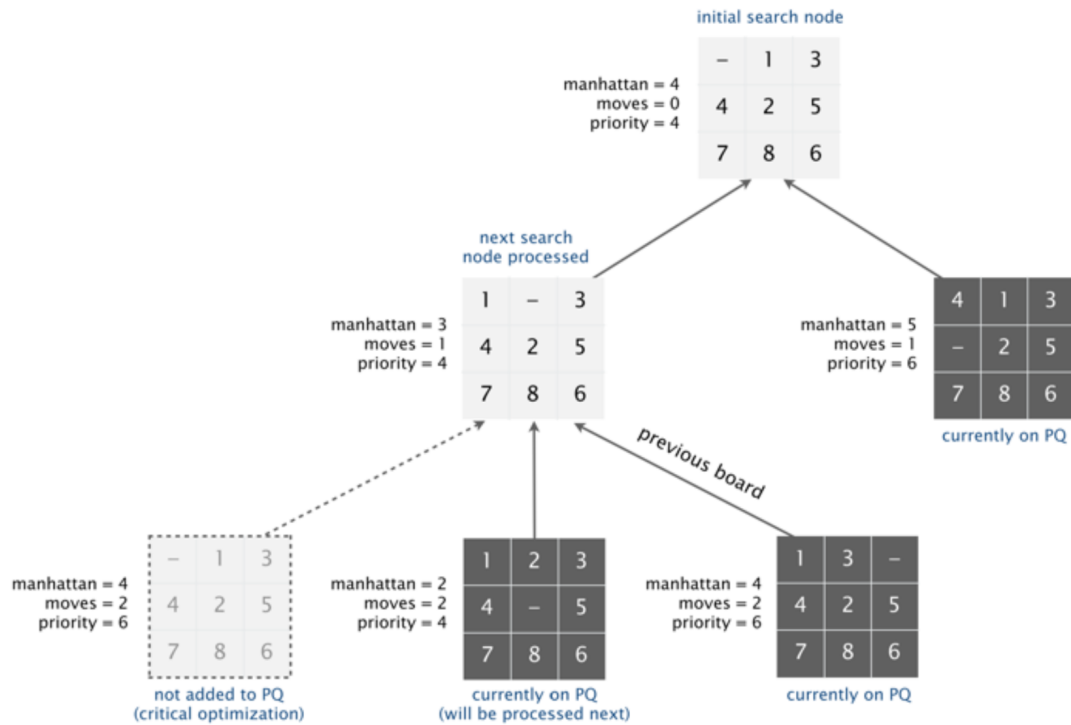 initial search node
– 1 3
4 2 5
7 8 6
manhattan = 4
moves = 0
priority = 4
next search
node processed
1 – 3
4 2 5
7 8 6
manhattan = 3
moves = 1
priority = 4
4 1 3
– 2 5
7 8 6
manhattan = 5
moves = 1
priority = 6
currently on PQ
previous board
– 1 3
4 2 5
7 8 6
manhattan = 4
moves = 2
priority = 6
not added to PQ
(critical optimization)
1 2 3
4 – 5
7 8 6
manhattan = 2
moves = 2
priority = 4
currently on PQ
(will be processed next)
1 3 –
4 2 5
7 8 6
manhattan = 4
moves = 2
priority = 6
currently on PQ